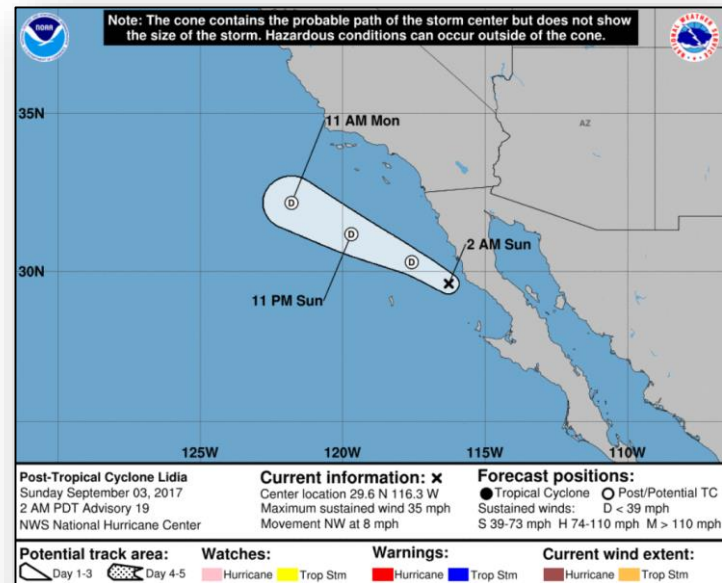 Note: The cone contains the probable path of the storm center but does not show
the size of the storm. Hazardous conditions can occur outside of the cone.
NOAA
NATIONAL WEATHER SERVICE
35N
11 AM Mon
AZ
D
D
D
2 AM Sun
30N
11 PM Sun
125W
120W
115W
110W
Post-Tropical Cyclone Lidia
Sunday September 03, 2017
2 AM PDT Advisory 19
NWS National Hurricane Center
Current information: ×
Center location 29.6 N 116.3 W
Maximum sustained wind 35 mph
Movement NW at 8 mph
Forecast positions:
● Tropical Cyclone ○ Post/Potential TC
Sustained winds: D < 39 mph
S 39-73 mph H 74-110 mph M > 110 mph
Potential track area:
Day 1-3 Day 4-5
Watches:
Hurricane Trop Stm
Warnings:
Hurricane Trop Stm
Current wind extent:
Hurricane Trop Stm